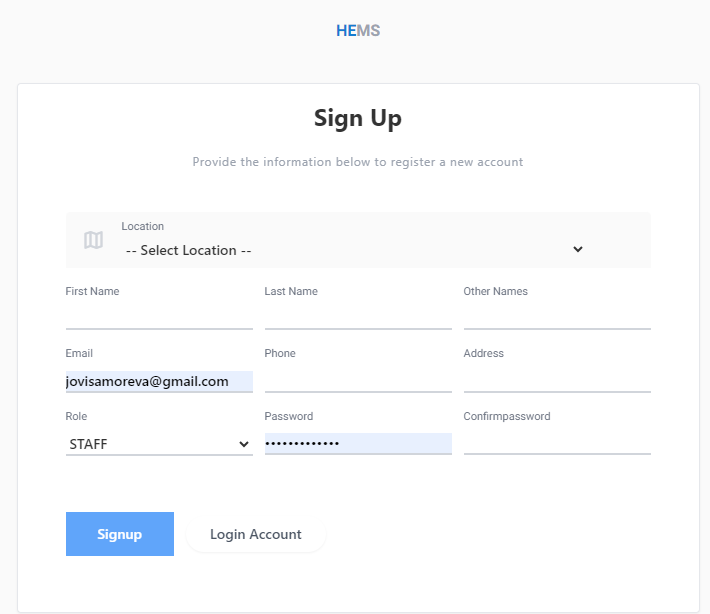 HEMS
Sign Up
Provide the information below to register a new account
Location
-- Select Location --
First Name Last Name Other Names
Email Phone Address
jovisamoreva@gmail.com
Role Password Confirmpassword
STAFF •••••••••••••
Signup Login Account